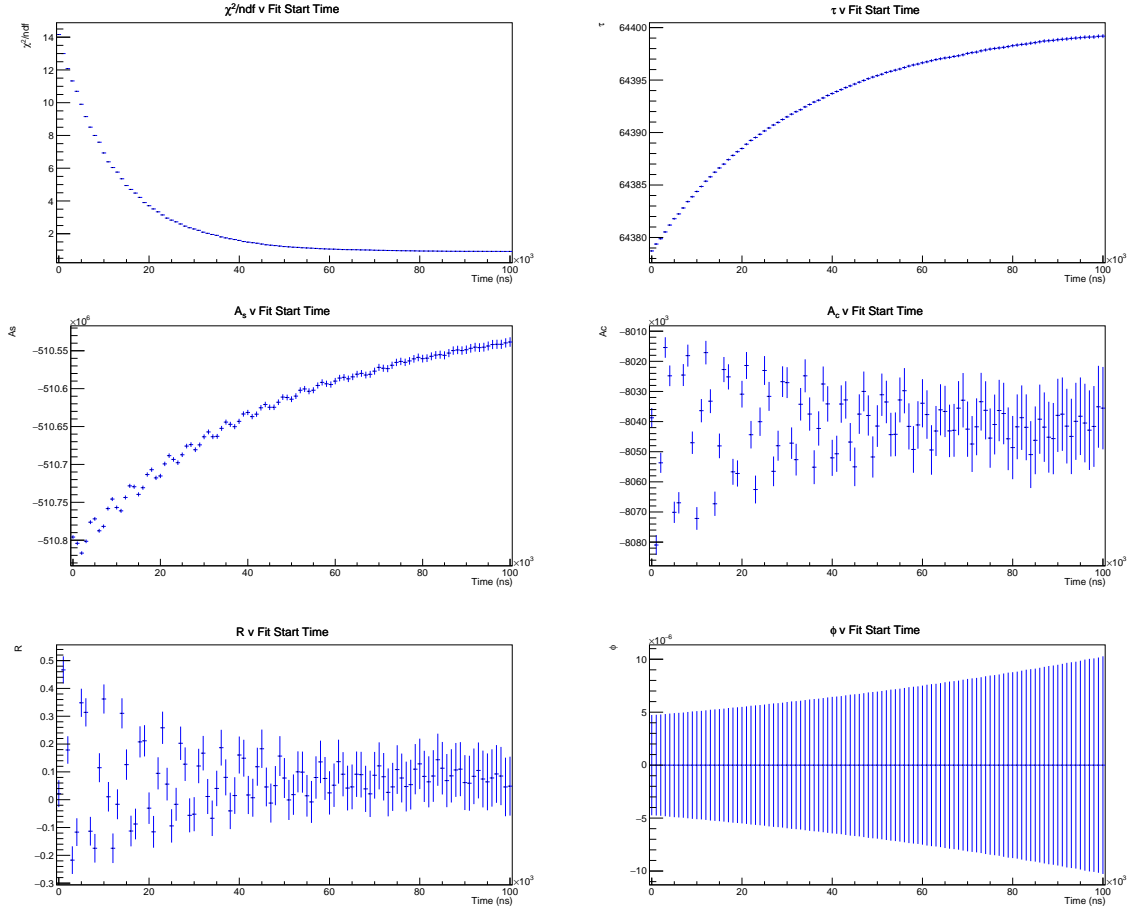 χ²/ndf v Fit Start Time
χ²/ndf
14
12
10
8
6
4
2
0 20 40 60 80 100
×10³
Time (ns)
τ v Fit Start Time
τ
64400
64395
64390
64385
64380
0 20 40 60 80 100
×10³
Time (ns)
A_s v Fit Start Time
As
×10⁶
−510.55
−510.6
−510.65
−510.7
−510.75
−510.8
0 20 40 60 80 100
×10³
Time (ns)
A_c v Fit Start Time
Ac
×10³
−8010
−8020
−8030
−8040
−8050
−8060
−8070
−8080
0 20 40 60 80 100
×10³
Time (ns)
R v Fit Start Time
R
0.5
0.4
0.3
0.2
0.1
0
−0.1
−0.2
−0.3
0 20 40 60 80 100
×10³
Time (ns)
ϕ v Fit Start Time
ϕ
×10⁻⁶
10
5
0
−5
−10
0 20 40 60 80 100
×10³
Time (ns)